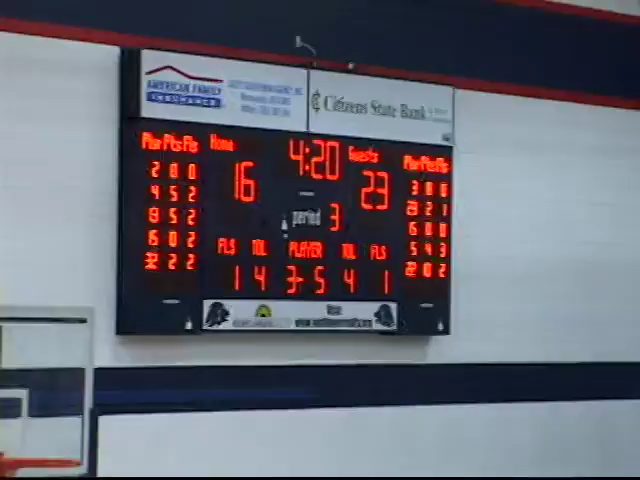 AMERICAN FAMILY
INSURANCE
Citizens State Bank
Home 4:20 Guests
16 23
period 3
FLS TOL PLAYER TOL FLS
1 4 3-5 4 1
Plyr Pts Fls
2 0 0
4 5 2
13 5 2
15 0 2
32 2 2
Plyr Pts Fls
3 0 0
23 2 1
15 0 0
5 4 3
22 0 2